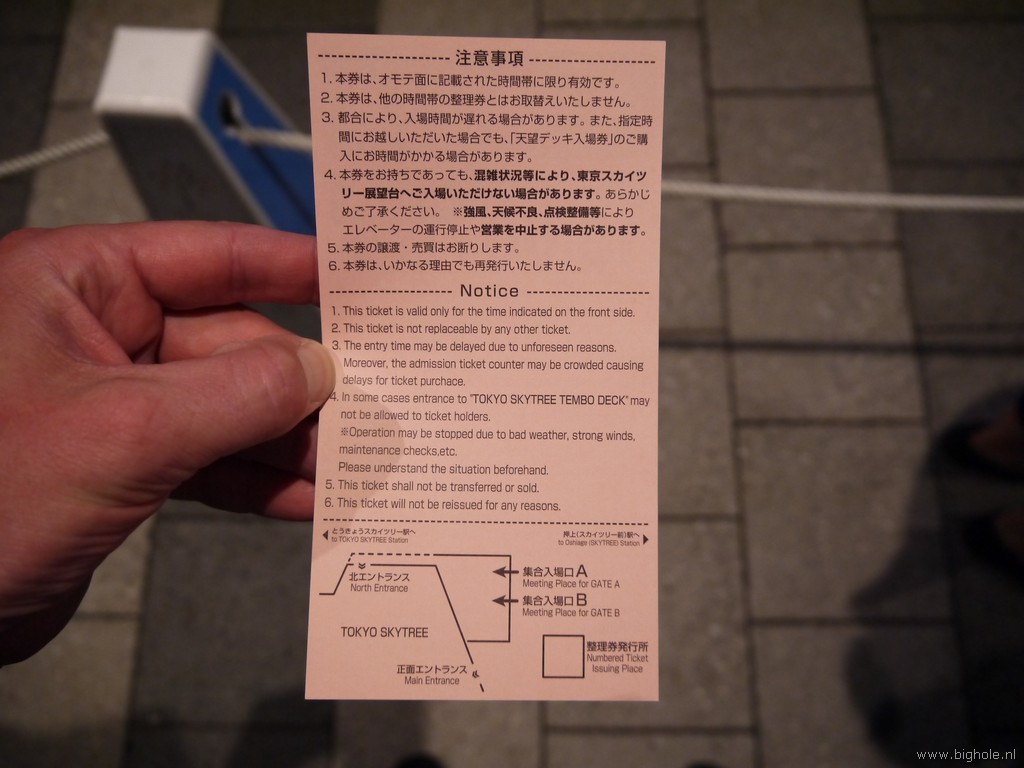 注意事項
1. 本券は、オモテ面に記載された時間帯に限り有効です。
2. 本券は、他の時間帯の整理券とはお取替えいたしません。
3. 都合により、入場時間が遅れる場合があります。また、指定時
間にお越しいただいた場合でも、「天望デッキ入場券」のご購
入にお時間がかかる場合があります。
4. 本券をお持ちであっても、混雑状況等により、東京スカイツ
リー展望台へご入場いただけない場合があります。あらかじ
めご了承ください。 ※強風、天候不良、点検整備等により
エレベーターの運行停止や営業を中止する場合があります。
5. 本券の譲渡・売買はお断りします。
6. 本券は、いかなる理由でも再発行いたしません。
Notice
1. This ticket is valid only for the time indicated on the front side.
2. This ticket is not replaceable by any other ticket.
3. The entry time may be delayed due to unforeseen reasons.
Moreover, the admission ticket counter may be crowded causing
delays for ticket purchace.
4. In some cases entrance to "TOKYO SKYTREE TEMBO DECK" may
not be allowed to ticket holders.
※Operation may be stopped due to bad weather, strong winds,
maintenance checks,etc.
Please understand the situation beforehand.
5. This ticket shall not be transferred or sold.
6. This ticket will not be reissued for any reasons.
とうきょうスカイツリー駅へ
to TOKYO SKYTREE Station
押上(スカイツリー前)駅へ
to Oshiage (SKYTREE) Station
北エントランス
North Entrance
集合入場口A
Meeting Place for GATE A
集合入場口B
Meeting Place for GATE B
TOKYO SKYTREE
整理券発行所
Numbered Ticket
Issuing Place
正面エントランス
Main Entrance
www.bighole.nl